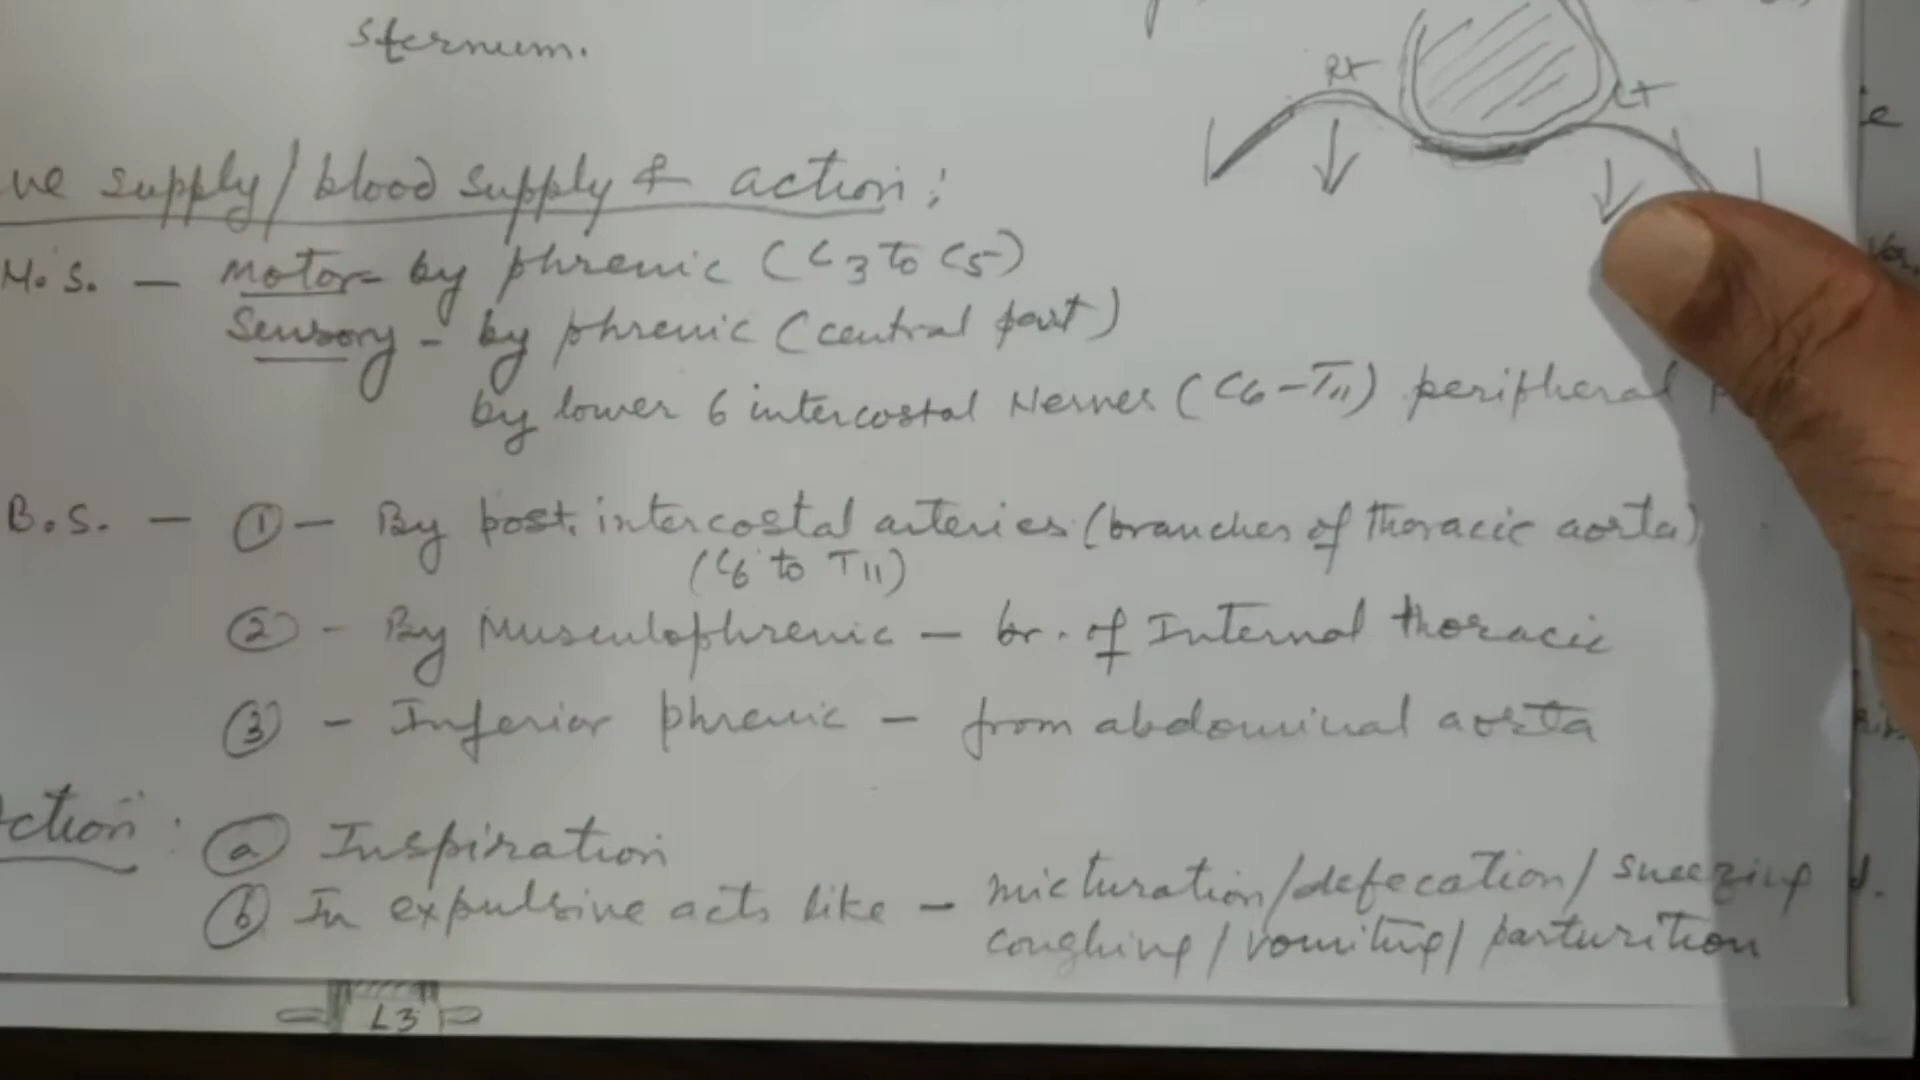 sternum.
Rt
Lt
ve supply/blood supply & action:
N.S. — Motor - by phrenic (C3 to C5)
Sensory - by phrenic (central part)
by lower 6 intercostal Nerves (C6 - T11) peripheral
B.S. — ① — By post. intercostal arteries (branches of thoracic aorta)
(C6 to T11)
② - By Musculophrenic — br. of Internal thoracic
③ - Inferior phrenic — from abdominal aorta
ction: ⓐ Inspiration
ⓑ In expulsive acts like — micturation/defecation/sneezing
coughing/vomiting/parturition
L3